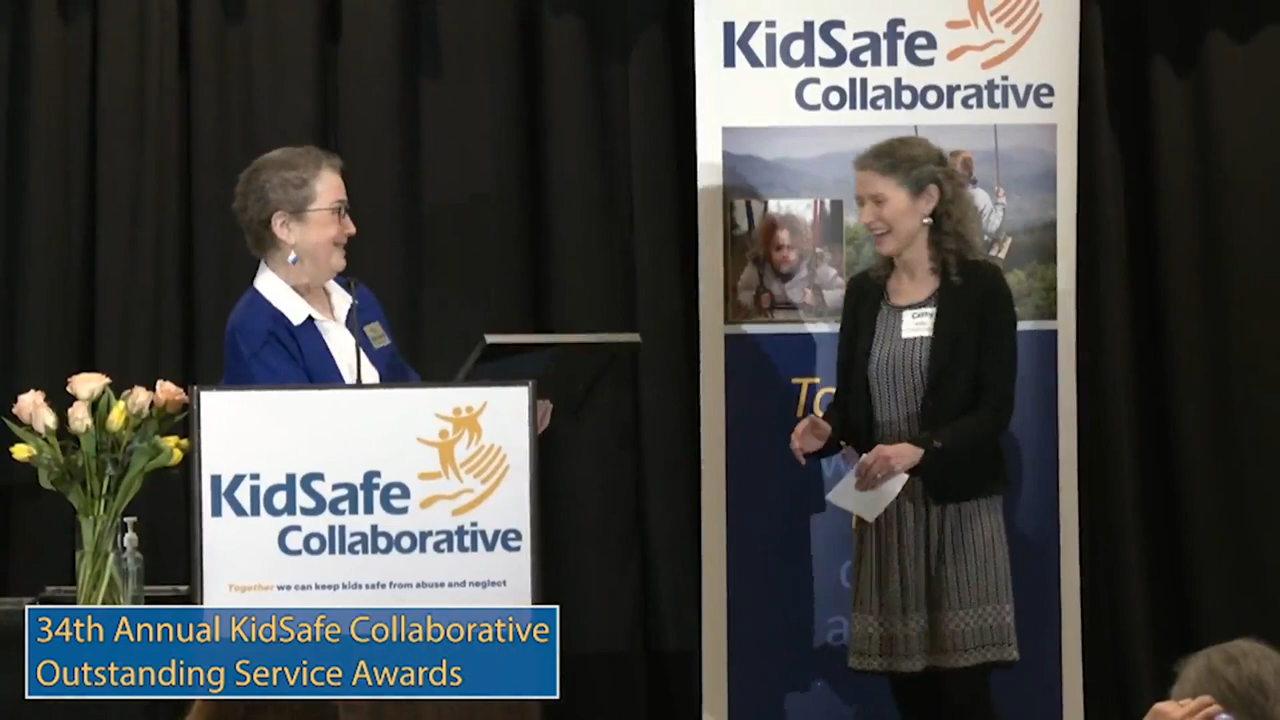 KidSafe
Collaborative
To
Cathy
KidSafe
Collaborative
Together we can keep kids safe from abuse and neglect
34th Annual KidSafe Collaborative
Outstanding Service Awards